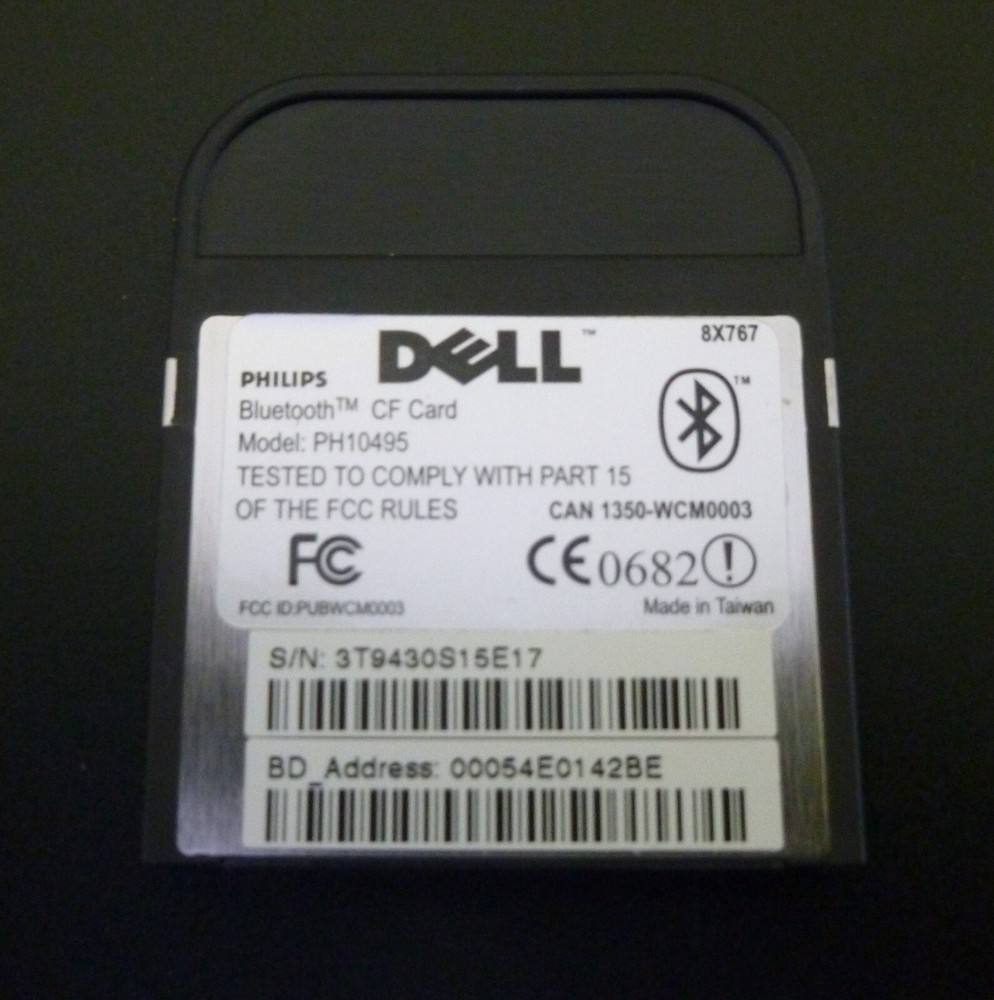 DELL™ 8X767
PHILIPS
Bluetooth™ CF Card
Model: PH10495
TESTED TO COMPLY WITH PART 15
OF THE FCC RULES CAN 1350-WCM0003
FC CE0682
FCC ID:PUBWCM0003 Made in Taiwan
S/N: 3T9430S15E17
BD_Address: 00054E0142BE